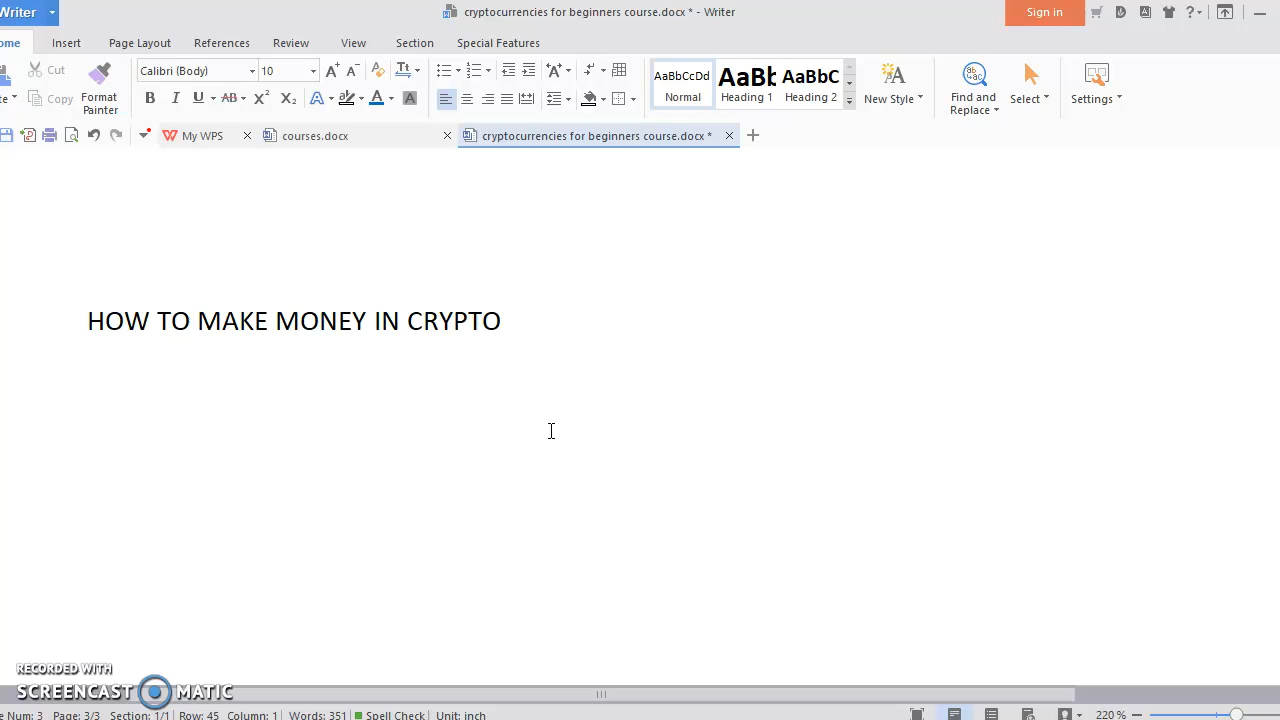 Writer
cryptocurrencies for beginners course.docx * - Writer
Sign in
ome
Insert
Page Layout
References
Review
View
Section
Special Features
Cut
Copy
Format
Painter
Calibri (Body)
10
B I U AB X² X₂
AaBbCcDd
Normal
AaBb
Heading 1
AaBbC
Heading 2
New Style
Find and
Replace
Select
Settings
My WPS
courses.docx
cryptocurrencies for beginners course.docx *
HOW TO MAKE MONEY IN CRYPTO
RECORDED WITH
SCREENCAST MATIC
e Num: 3 Page: 3/3 Section: 1/1 Row: 45 Column: 1 Words: 351 Spell Check Unit: inch
220 %